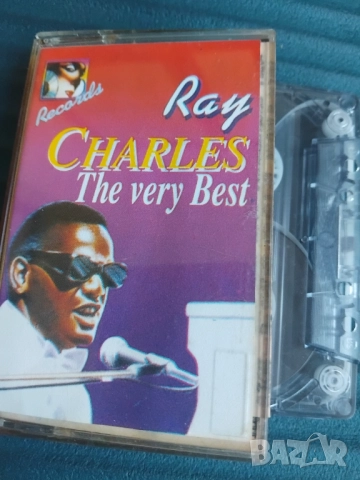 Records
Ray
CHARLES
The very Best
BAZAR